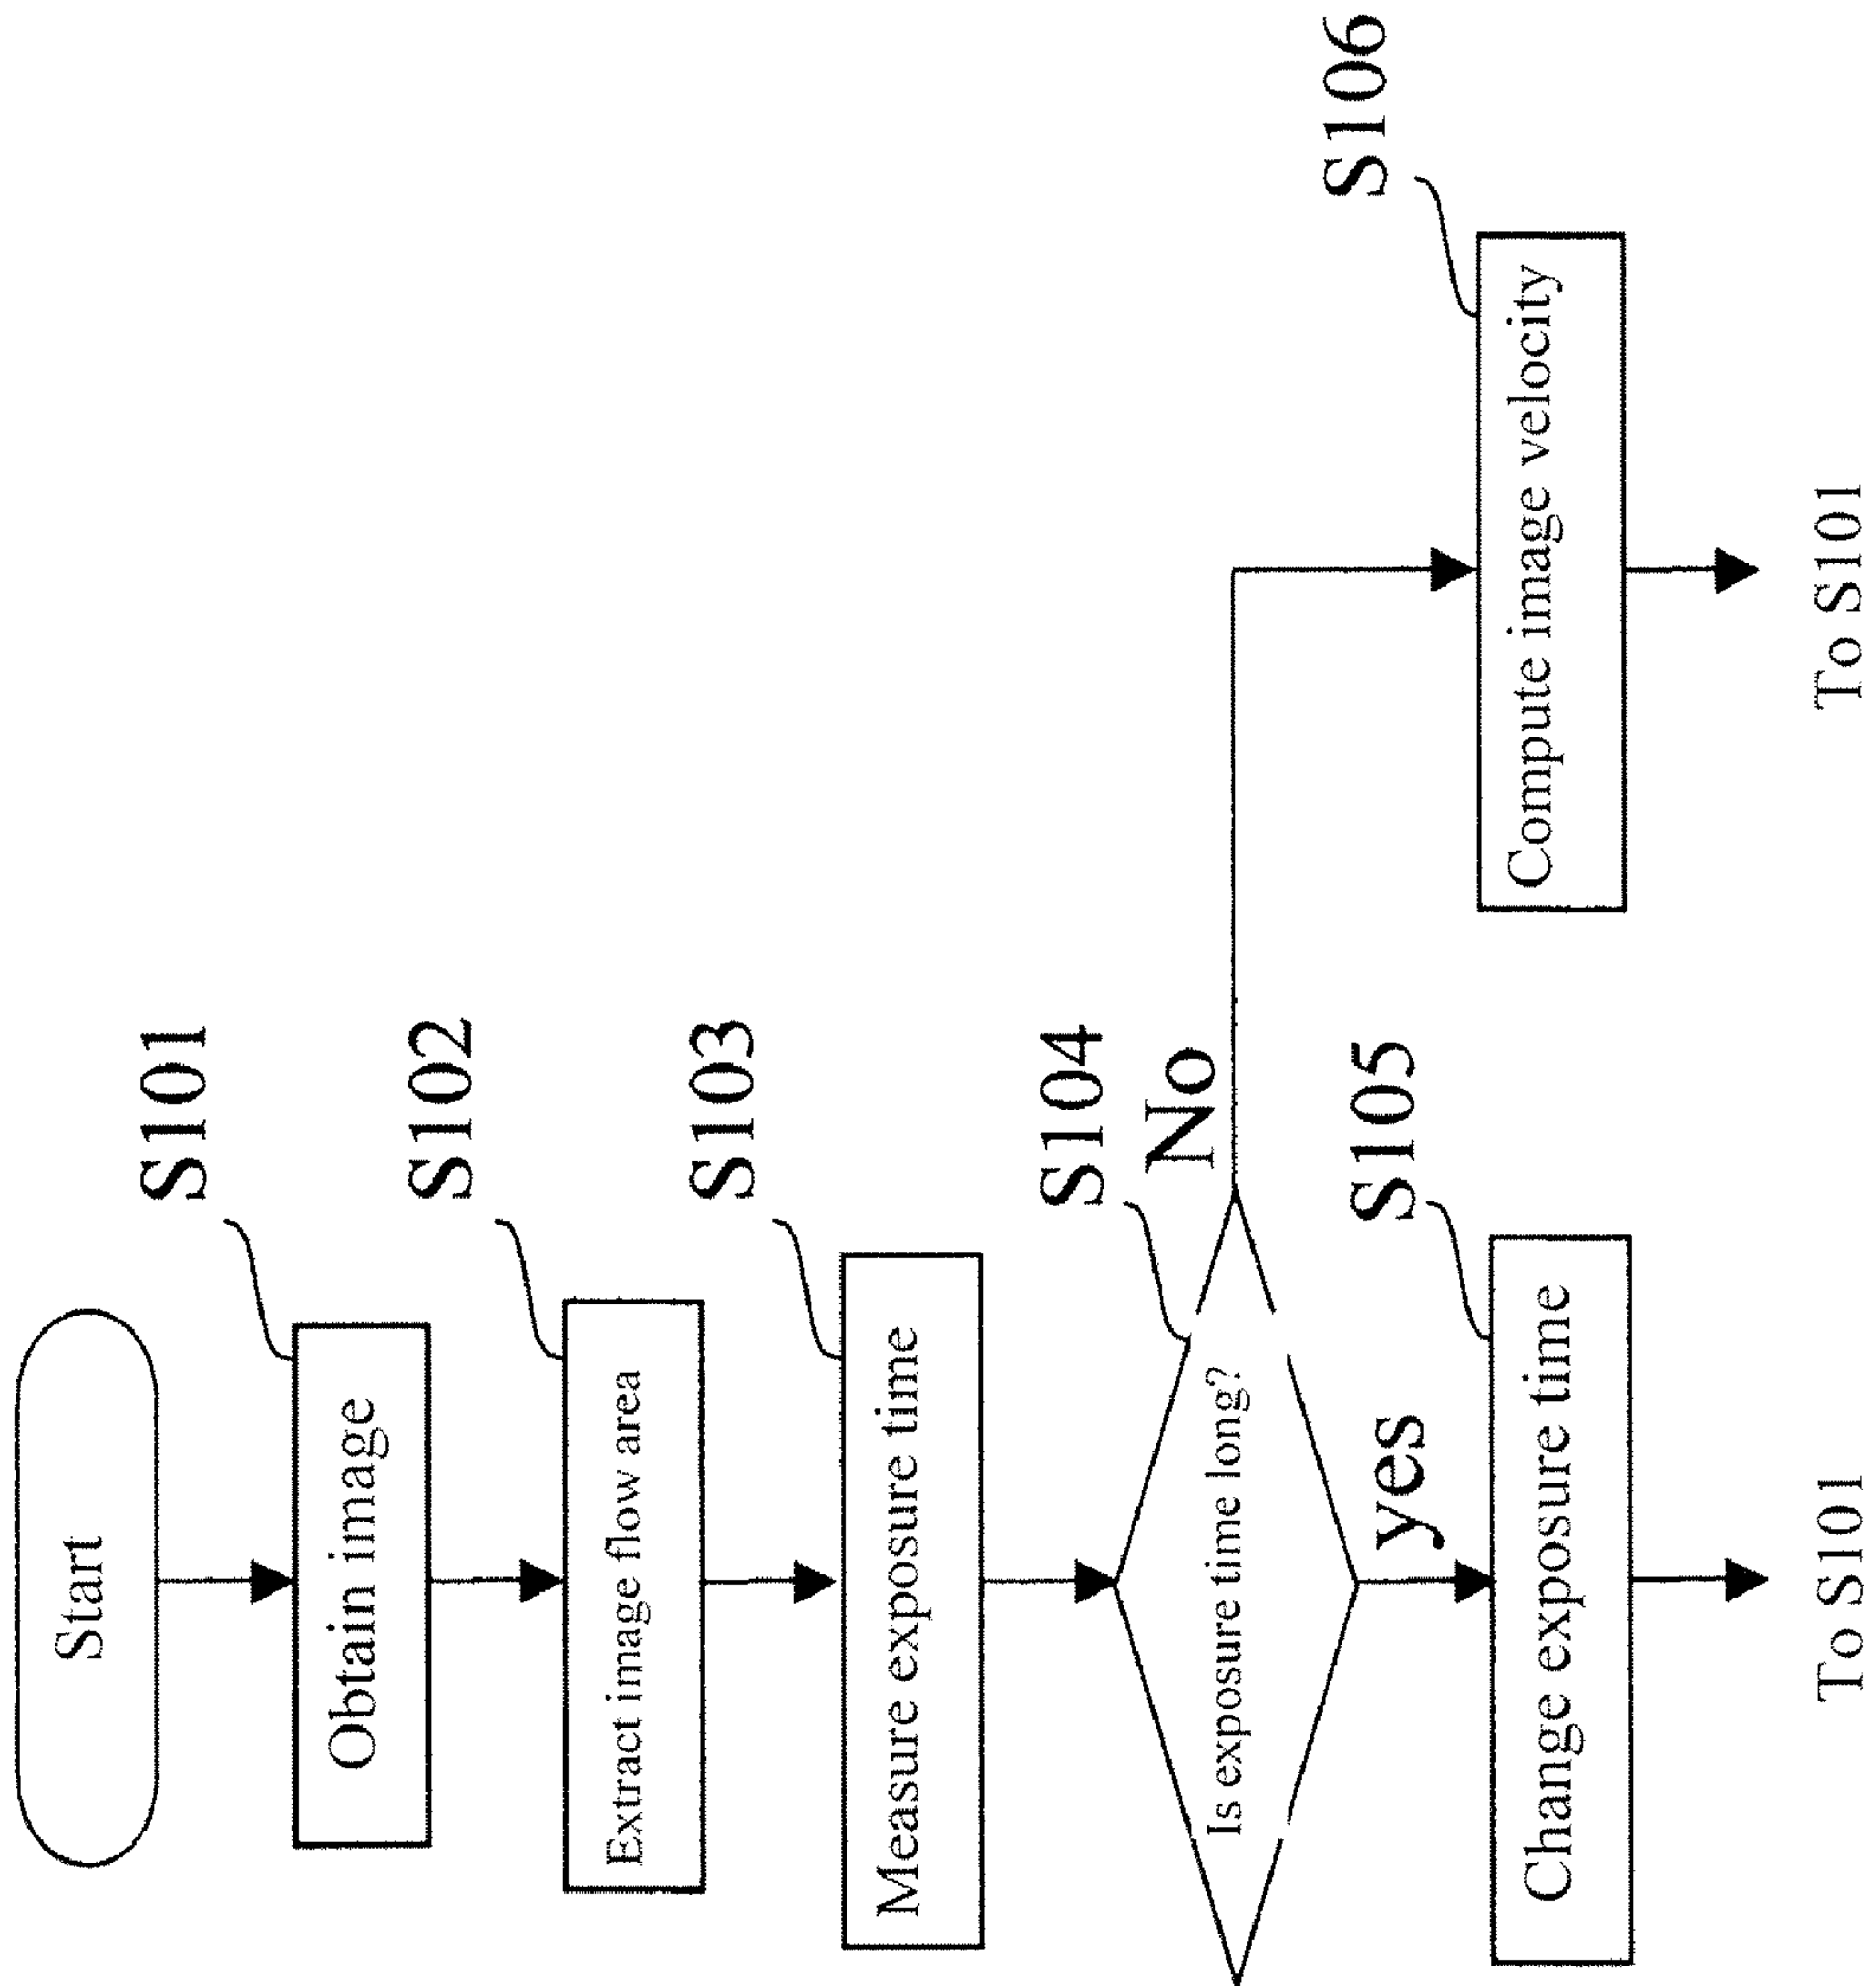 Start
S101
Obtain image
S102
Extract image flow area
S103
Measure exposure time
S104
Is exposure time long?
No
yes
S105
Change exposure time
To S101
S106
Compute image velocity
To S101